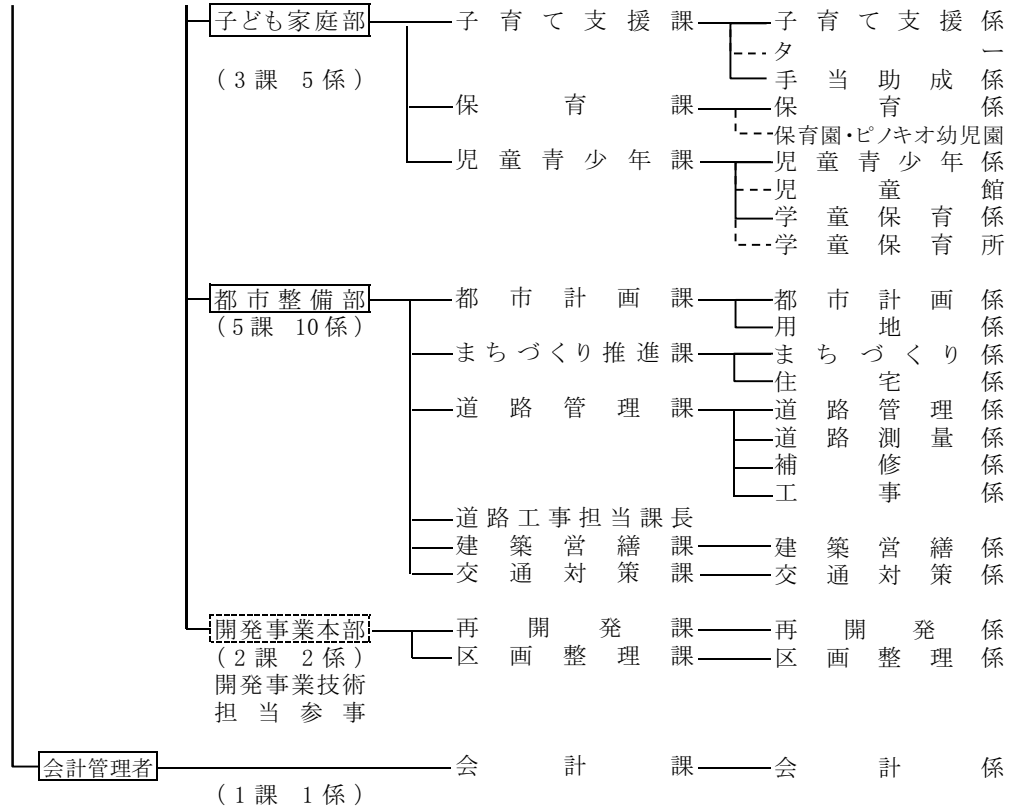 子ども家庭部 子育て支援課 子育て支援係
ター
(3課 5係) 手当助成係
保育課 保育係
保育園・ピノキオ幼児園
児童青少年課 児童青少年係
児童館
学童保育係
学童保育所
都市整備部 都市計画課 都市計画係
(5課 10係) 用地係
まちづくり推進課 まちづくり係
住宅係
道路管理課 道路管理係
道路測量係
補修係
工事係
道路工事担当課長
建築営繕課 建築営繕係
交通対策課 交通対策係
開発事業本部 再開発課 再開発係
(2課 2係) 区画整理課 区画整理係
開発事業技術
担当参事
会計管理者 会計課 会計係
(1課 1係)